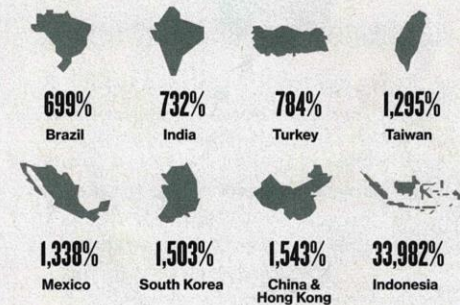 699% 732% 784% 1,295%
Brazil India Turkey Taiwan
1,338% 1,503% 1,543% 33,982%
Mexico South Korea China & Indonesia
Hong Kong